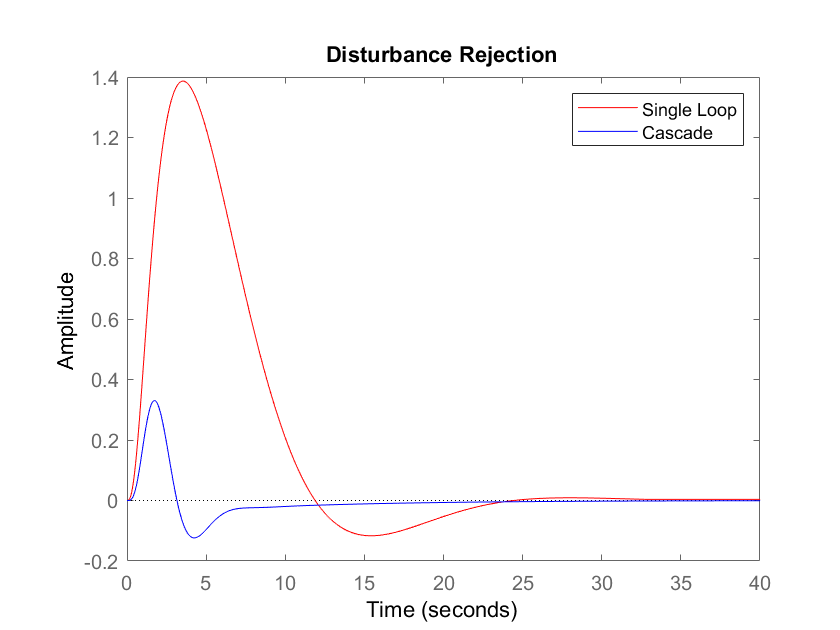 Disturbance Rejection
1.4
1.2
1
0.8
0.6
0.4
0.2
0
-0.2
Amplitude
Single Loop
Cascade
0 5 10 15 20 25 30 35 40
Time (seconds)